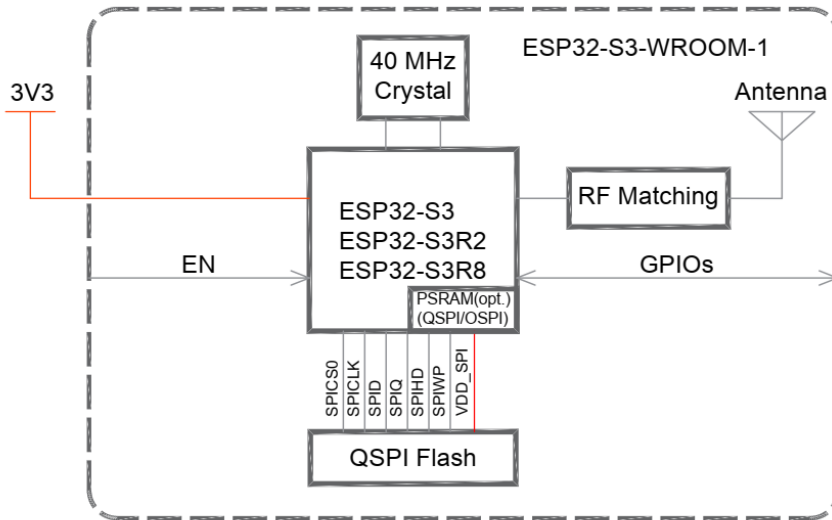 ESP32-S3-WROOM-1
40 MHz
Crystal
3V3
Antenna
ESP32-S3
ESP32-S3R2
ESP32-S3R8
RF Matching
EN
GPIOs
PSRAM(opt.)
(QSPI/OSPI)
SPICS0
SPICLK
SPID
SPIQ
SPIHD
SPIWP
VDD_SPI
QSPI Flash